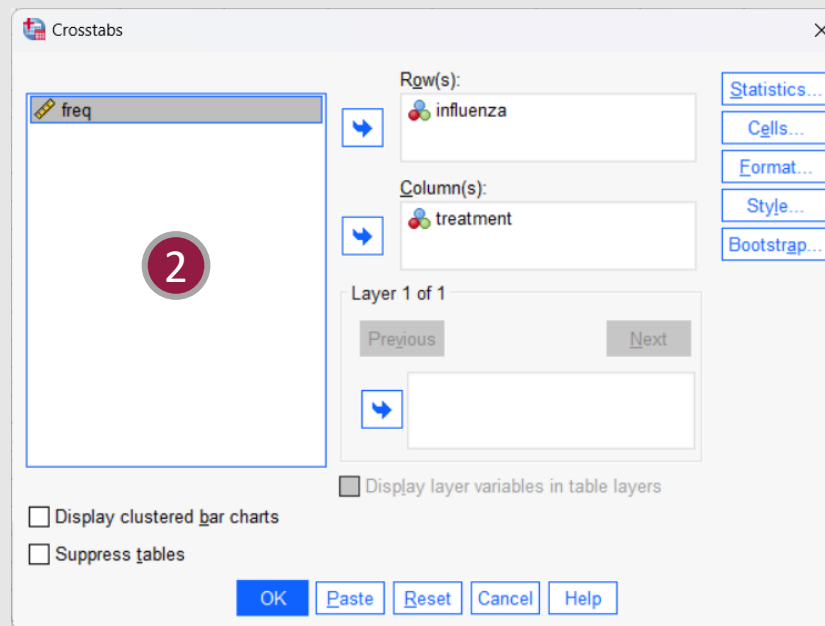 Crosstabs
Row(s):
freq
influenza
Statistics...
Cells...
Format...
Column(s):
treatment
Style...
Bootstrap...
2
Layer 1 of 1
Previous
Next
Display layer variables in table layers
Display clustered bar charts
Suppress tables
OK
Paste
Reset
Cancel
Help